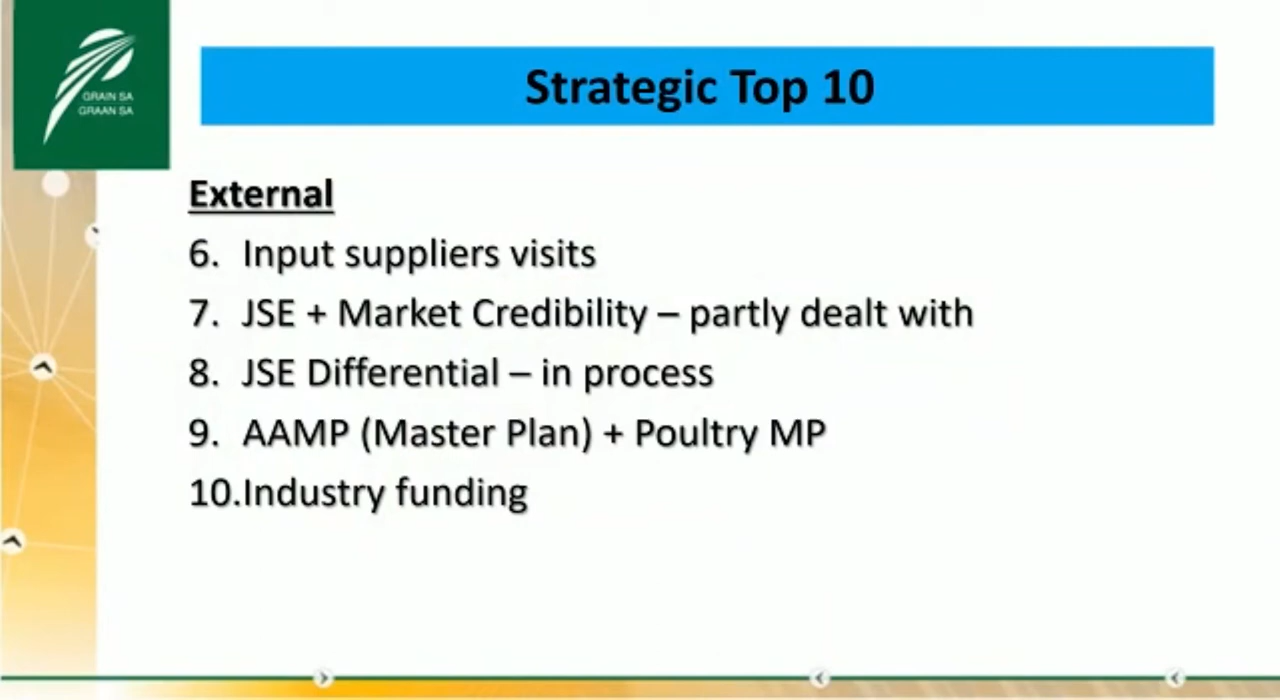 GRAIN SA
GRAAN SA
Strategic Top 10
External
6. Input suppliers visits
7. JSE + Market Credibility – partly dealt with
8. JSE Differential – in process
9. AAMP (Master Plan) + Poultry MP
10.Industry funding